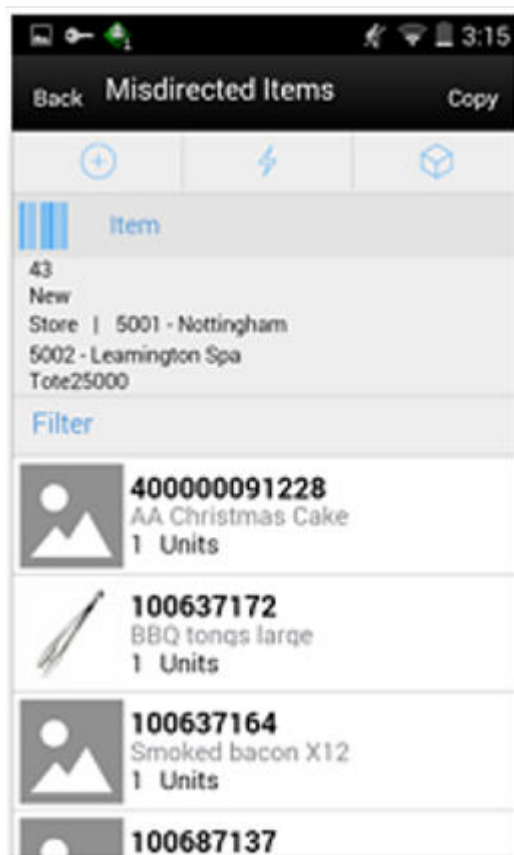 3:15
Back Misdirected Items Copy
Item
43
New
Store | 5001 - Nottingham
5002 - Leamington Spa
Tote25000
Filter
400000091228
AA Christmas Cake
1 Units
100637172
BBQ tongs large
1 Units
100637164
Smoked bacon X12
1 Units
100687137